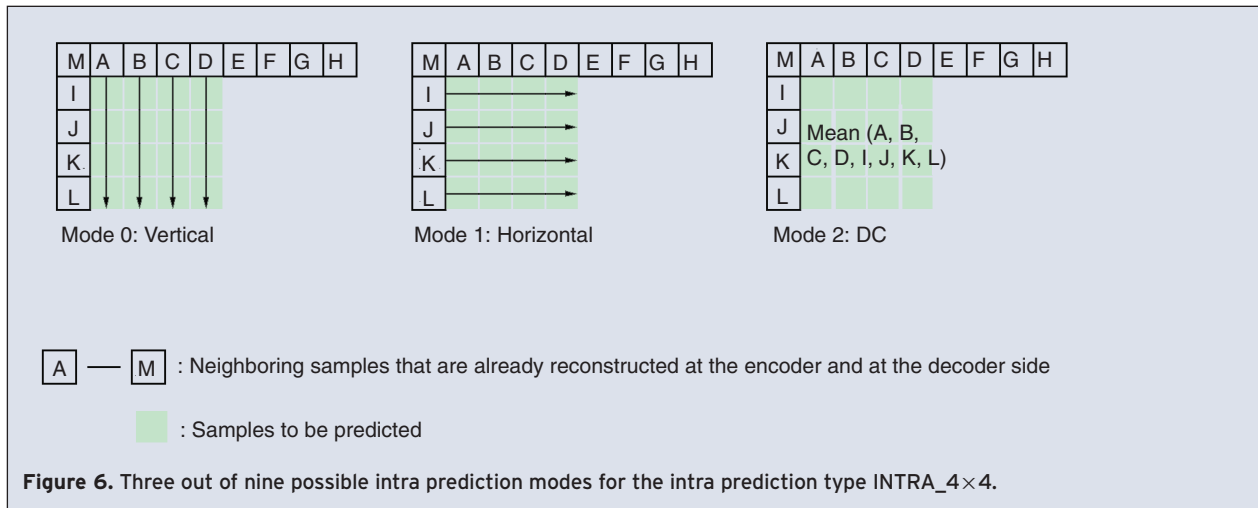 M A B C D E F G H
I
J
K
L
Mode 0: Vertical
M A B C D E F G H
I
J
K
L
Mode 1: Horizontal
M A B C D E F G H
I
J
K
L
Mean (A, B,
C, D, I, J, K, L)
Mode 2: DC
A — M : Neighboring samples that are already reconstructed at the encoder and at the decoder side
: Samples to be predicted
Figure 6. Three out of nine possible intra prediction modes for the intra prediction type INTRA_4×4.